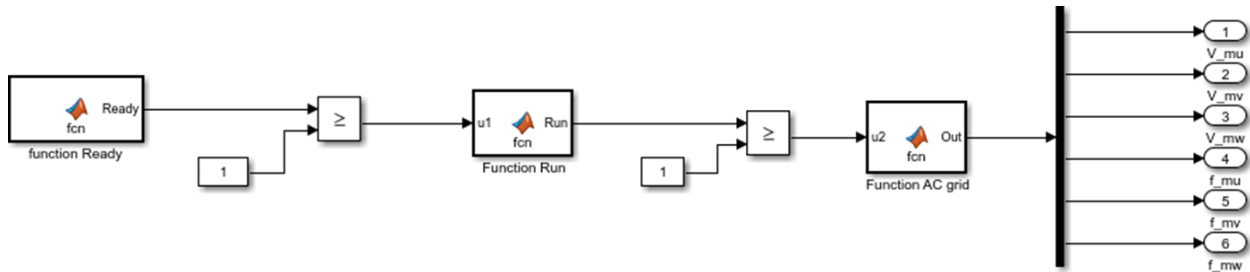 Ready
fcn
function Ready
≥
1
u1
Run
fcn
Function Run
≥
1
u2
Out
fcn
Function AC grid
1
V_mu
2
V_mv
3
V_mw
4
f_mu
5
f_mv
6
f_mw